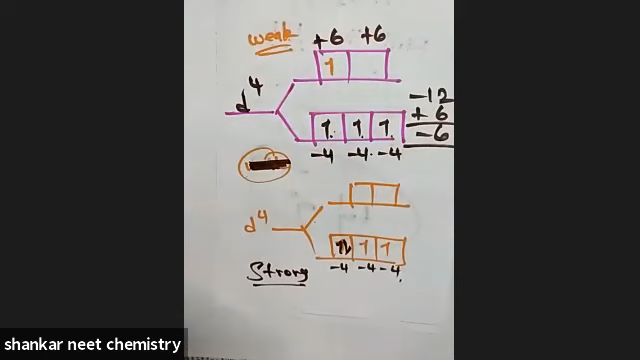 weak
+6 +6
1
d4
1 1 1
-4 -4 -4
-12
+ 6
-6
d4
1 1
-4 -4 -4
Strong
shankar neet chemistry